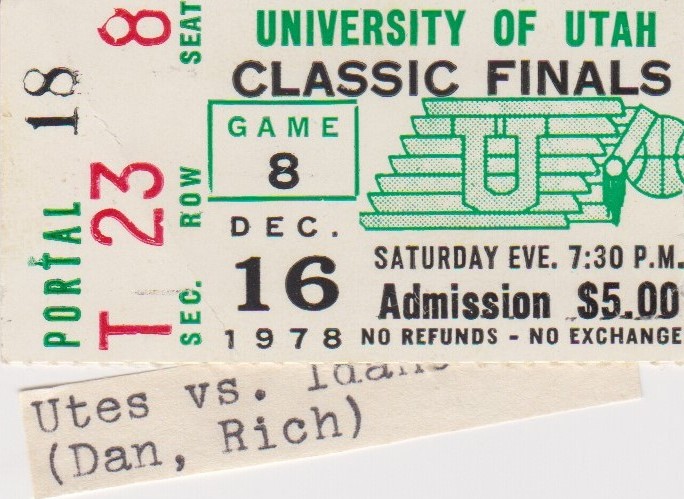 UNIVERSITY OF UTAH
CLASSIC FINALS
GAME
8
DEC.
16
1978
U
SATURDAY EVE. 7:30 P.M.
Admission $5.00
NO REFUNDS - NO EXCHANGE
PORTAL 18
T 23 8
SEC. ROW SEAT
Utes vs.
(Dan, Rich)